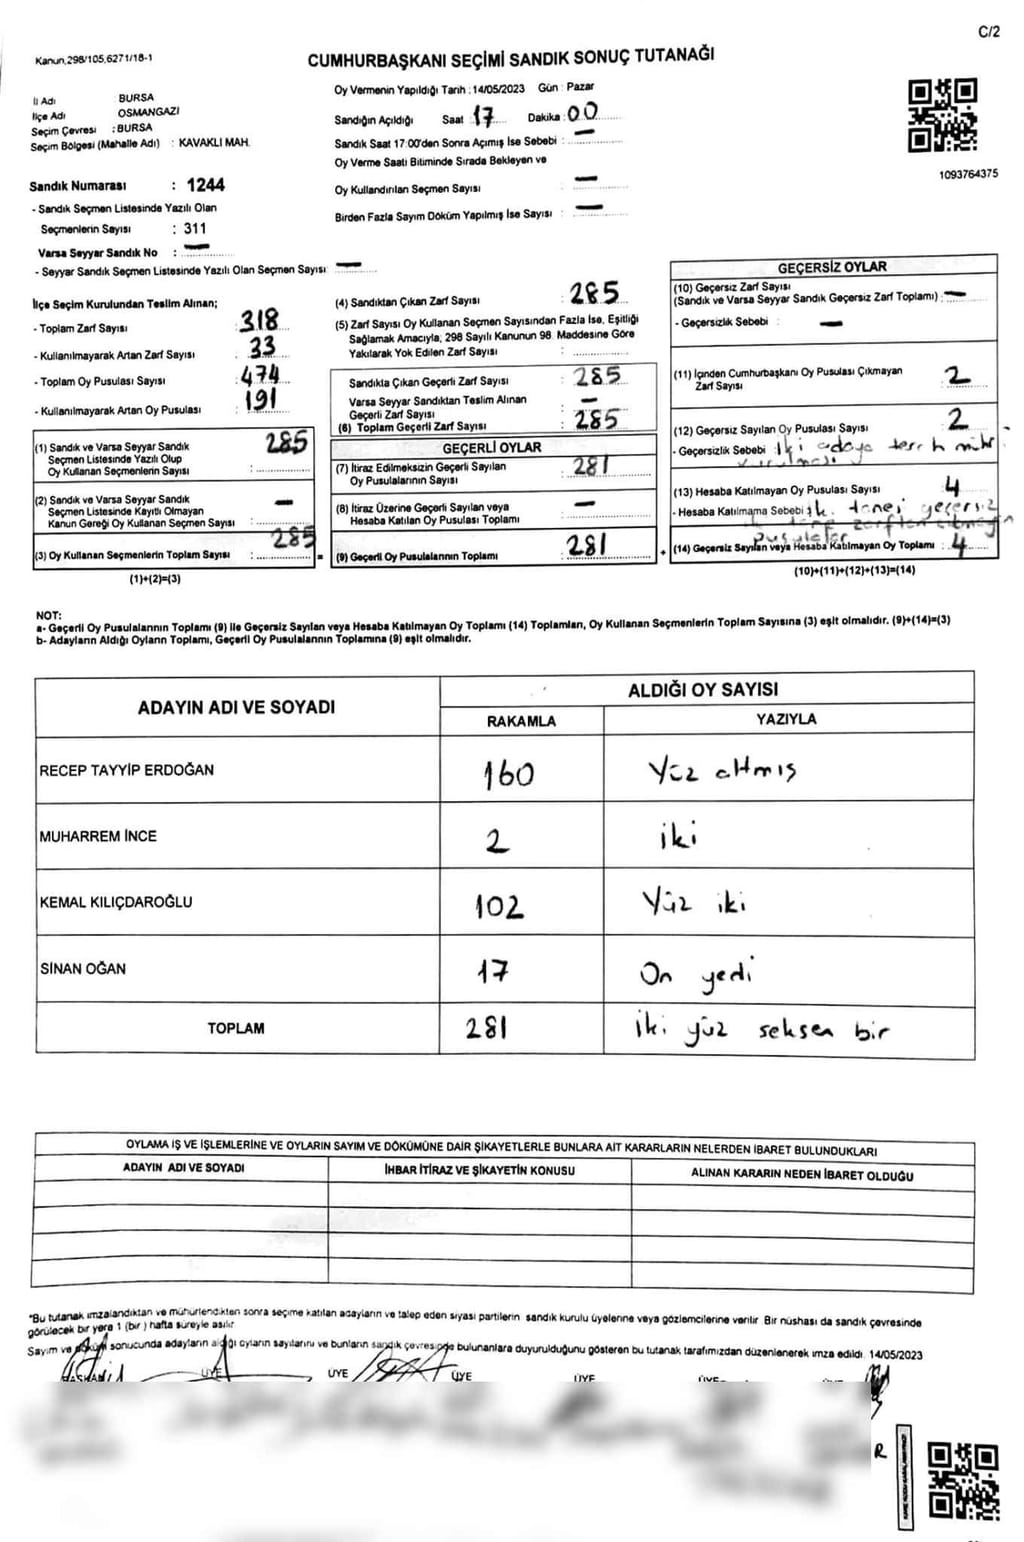 C/2
Kanun,298/105,6271/18-1
CUMHURBAŞKANI SEÇİMİ SANDIK SONUÇ TUTANAĞI
İl Adı BURSA
İlçe Adı OSMANGAZİ
Seçim Çevresi : BURSA
Seçim Bölgesi (Mahalle Adı) : KAVAKLI MAH.
Sandık Numarası : 1244
- Sandık Seçmen Listesinde Yazılı Olan
Seçmenlerin Sayısı : 311
Varsa Seyyar Sandık No : —
- Seyyar Sandık Seçmen Listesinde Yazılı Olan Seçmen Sayısı: —
Oy Vermenin Yapıldığı Tarih : 14/05/2023 Gün : Pazar
Sandığın Açıldığı Saat 17 Dakika : 00
Sandık Saat 17:00'den Sonra Açımış İse Sebebi : —
Oy Verme Saati Bitiminde Sırada Bekleyen ve
Oy Kullandırılan Seçmen Sayısı : —
Birden Fazla Sayım Döküm Yapılmış İse Sayısı : —
1093764375
İlçe Seçim Kurulundan Teslim Alınan;
- Toplam Zarf Sayısı : 318
- Kullanılmayarak Artan Zarf Sayısı : 33
- Toplam Oy Pusulası Sayısı : 474
- Kullanılmayarak Artan Oy Pusulası : 191
(1) Sandık ve Varsa Seyyar Sandık 285
Seçmen Listesinde Yazılı Olup
Oy Kullanan Seçmenlerin Sayısı :
(2) Sandık ve Varsa Seyyar Sandık —
Seçmen Listesinde Kayıtlı Olmayan
Kanun Gereği Oy Kullanan Seçmen Sayısı :
(3) Oy Kullanan Seçmenlerin Toplam Sayısı : 285 =
(1)+(2)=(3)
(4) Sandıktan Çıkan Zarf Sayısı : 285
(5) Zarf Sayısı Oy Kullanan Seçmen Sayısından Fazla İse, Eşitliği
Sağlamak Amacıyla; 298 Sayılı Kanunun 98. Maddesine Göre
Yakılarak Yok Edilen Zarf Sayısı :
Sandıkta Çıkan Geçerli Zarf Sayısı : 285
Varsa Seyyar Sandıktan Teslim Alınan
Geçerli Zarf Sayısı : —
(6) Toplam Geçerli Zarf Sayısı : 285
GEÇERLİ OYLAR
(7) İtiraz Edilmeksizin Geçerli Sayılan
Oy Pusulalarının Sayısı : 281
(8) İtiraz Üzerine Geçerli Sayılan veya
Hesaba Katılan Oy Pusulası Toplamı : —
(9) Geçerli Oy Pusulalarının Toplamı : 281 +
GEÇERSİZ OYLAR
(10) Geçersiz Zarf Sayısı
(Sandık ve Varsa Seyyar Sandık Geçersiz Zarf Toplamı) : —
- Geçersizlik Sebebi : —
(11) İçinden Cumhurbaşkanı Oy Pusulası Çıkmayan
Zarf Sayısı 2
(12) Geçersiz Sayılan Oy Pusulası Sayısı : 2
- Geçersizlik Sebebi : İki adaya
(13) Hesaba Katılmayan Oy Pusulası Sayısı : 4
- Hesaba Katılmama Sebebi : tanei geçersiz
zarftan
pusulalar
(14) Geçersiz Sayılan veya Hesaba Katılmayan Oy Toplamı : 4
(10)+(11)+(12)+(13)=(14)
NOT:
a- Geçerli Oy Pusulalarının Toplamı (9) ile Geçersiz Sayılan veya Hesaba Katılmayan Oy Toplamı (14) Toplamları, Oy Kullanan Seçmenlerin Toplam Sayısına (3) eşit olmalıdır. (9)+(14)=(3)
b- Adayların Aldığı Oyların Toplamı, Geçerli Oy Pusulalarının Toplamına (9) eşit olmalıdır.
ADAYIN ADI VE SOYADI ALDIĞI OY SAYISI
RAKAMLA YAZIYLA
RECEP TAYYİP ERDOĞAN 160 Yüz altmış
MUHARREM İNCE 2 iki
KEMAL KILIÇDAROĞLU 102 Yüz iki
SİNAN OĞAN 17 On yedi
TOPLAM 281 İki yüz seksen bir
OYLAMA İŞ VE İŞLEMLERİNE VE OYLARIN SAYIM VE DÖKÜMÜNE DAİR ŞİKAYETLERLE BUNLARA AİT KARARLARIN NELERDEN İBARET BULUNDUKLARI
ADAYIN ADI VE SOYADI İHBAR İTİRAZ VE ŞİKAYETİN KONUSU ALINAN KARARIN NEDEN İBARET OLDUĞU
*Bu tutanak imzalandıktan ve mühürlendikten sonra seçime katılan adayların ve talep eden siyasi partilerin sandık kurulu üyelerine veya gözlemcilerine verilir. Bir nüshası da sandık çevresinde
görülecek bir yere 1 (bir) hafta süreyle asılır.
Sayım ve döküm sonucunda adayların aldığı oyların sayılarını ve bunların sandık çevresinde bulunanlara duyurulduğunu gösteren bu tutanak tarafımızdan düzenlenerek imza edildi. 14/05/2023
BAŞKAN ÜYE ÜYE ÜYE ÜYE ÜYE
R